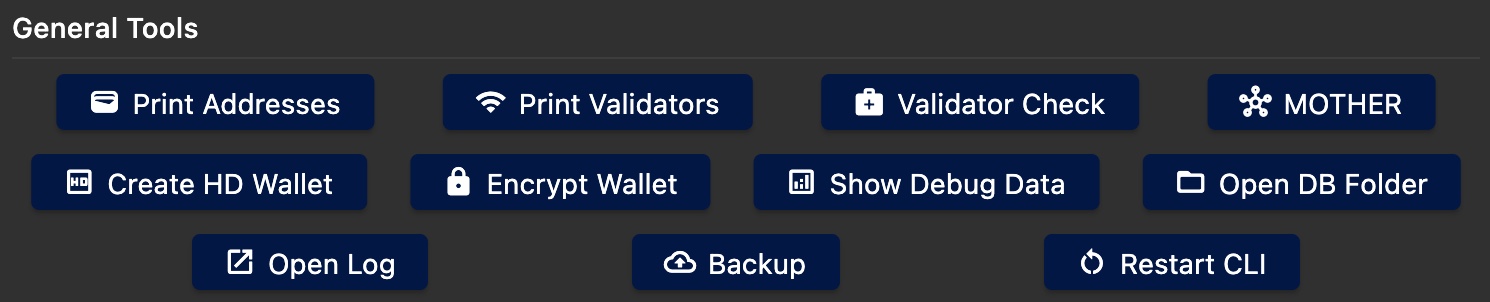 General Tools
Print Addresses
Print Validators
Validator Check
MOTHER
HD Create HD Wallet
Encrypt Wallet
Show Debug Data
Open DB Folder
Open Log
Backup
Restart CLI